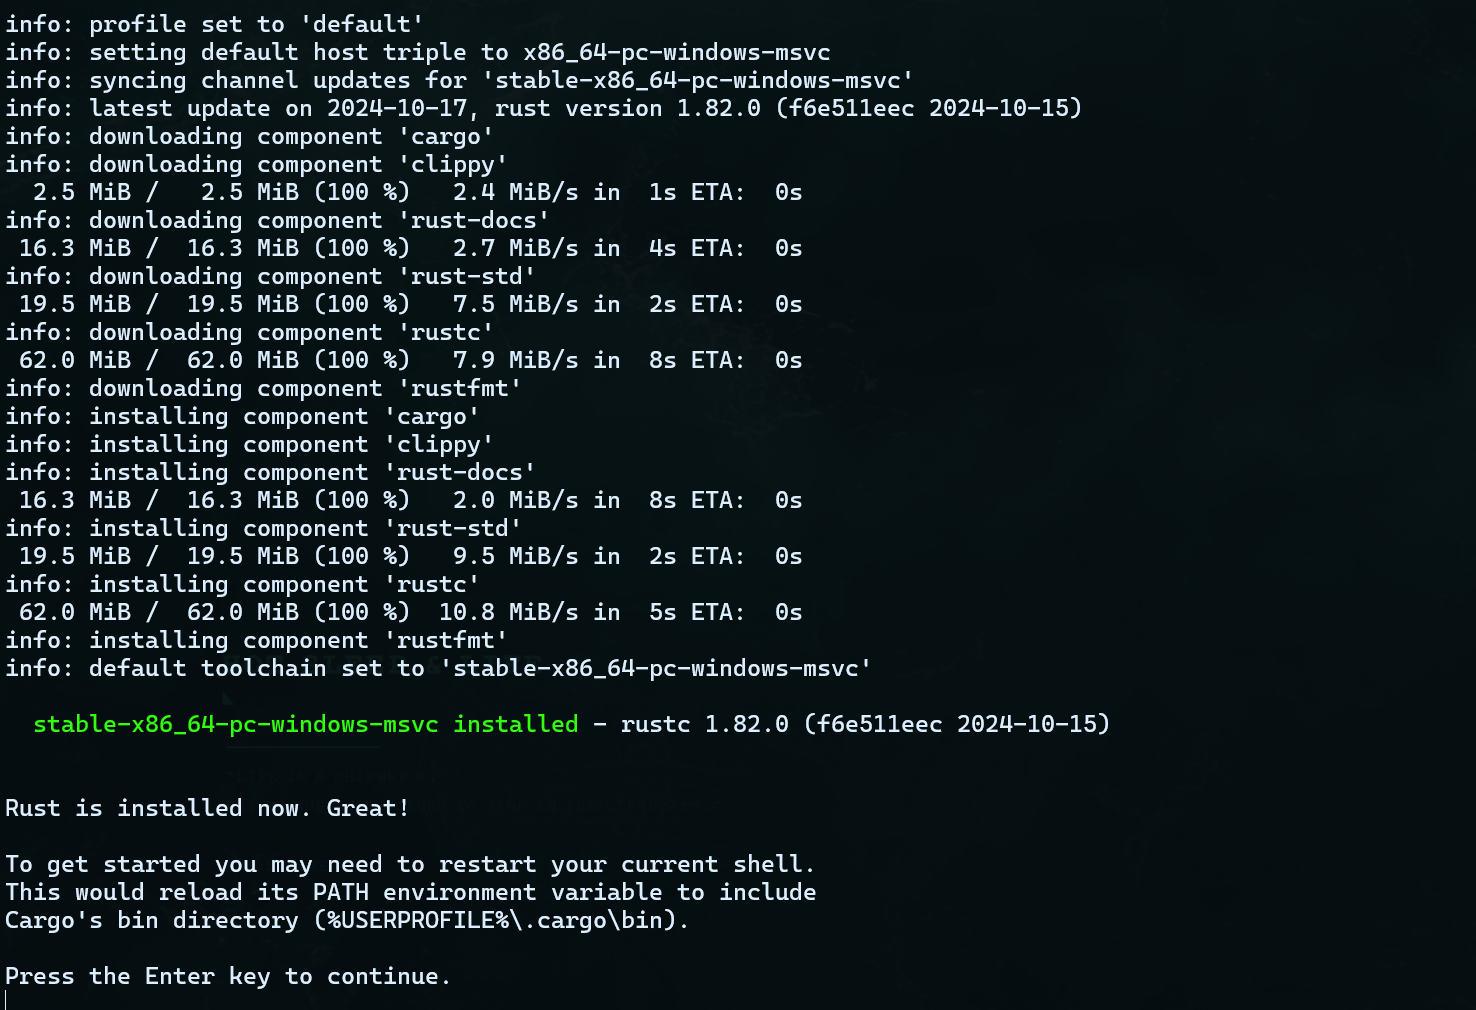 info: profile set to 'default'
info: setting default host triple to x86_64-pc-windows-msvc
info: syncing channel updates for 'stable-x86_64-pc-windows-msvc'
info: latest update on 2024-10-17, rust version 1.82.0 (f6e511eec 2024-10-15)
info: downloading component 'cargo'
info: downloading component 'clippy'
  2.5 MiB /   2.5 MiB (100 %)   2.4 MiB/s in  1s ETA:  0s
info: downloading component 'rust-docs'
 16.3 MiB /  16.3 MiB (100 %)   2.7 MiB/s in  4s ETA:  0s
info: downloading component 'rust-std'
 19.5 MiB /  19.5 MiB (100 %)   7.5 MiB/s in  2s ETA:  0s
info: downloading component 'rustc'
 62.0 MiB /  62.0 MiB (100 %)   7.9 MiB/s in  8s ETA:  0s
info: downloading component 'rustfmt'
info: installing component 'cargo'
info: installing component 'clippy'
info: installing component 'rust-docs'
 16.3 MiB /  16.3 MiB (100 %)   2.0 MiB/s in  8s ETA:  0s
info: installing component 'rust-std'
 19.5 MiB /  19.5 MiB (100 %)   9.5 MiB/s in  2s ETA:  0s
info: installing component 'rustc'
 62.0 MiB /  62.0 MiB (100 %)  10.8 MiB/s in  5s ETA:  0s
info: installing component 'rustfmt'
info: default toolchain set to 'stable-x86_64-pc-windows-msvc'

  stable-x86_64-pc-windows-msvc installed - rustc 1.82.0 (f6e511eec 2024-10-15)


Rust is installed now. Great!

To get started you may need to restart your current shell.
This would reload its PATH environment variable to include
Cargo's bin directory (%USERPROFILE%\.cargo\bin).

Press the Enter key to continue.